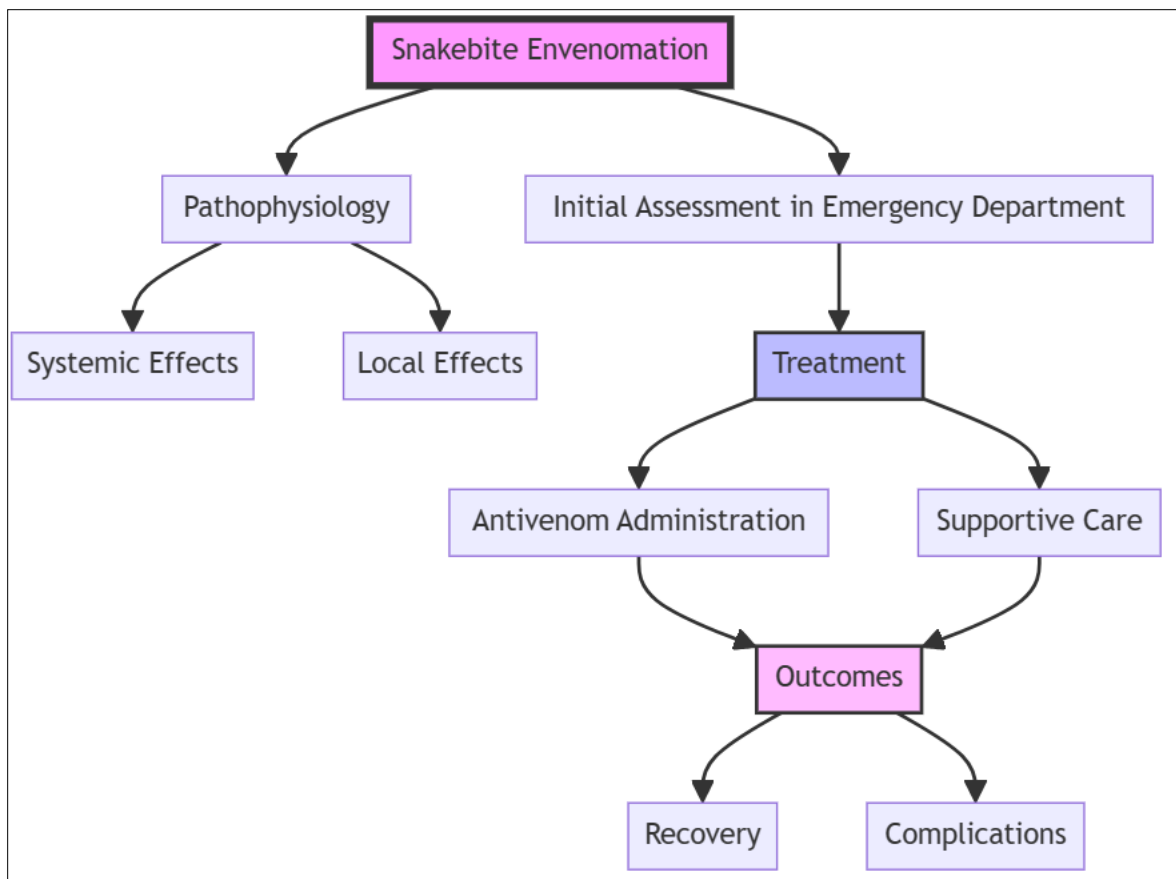 Snakebite Envenomation
Pathophysiology
Initial Assessment in Emergency Department
Systemic Effects
Local Effects
Treatment
Antivenom Administration
Supportive Care
Outcomes
Recovery
Complications